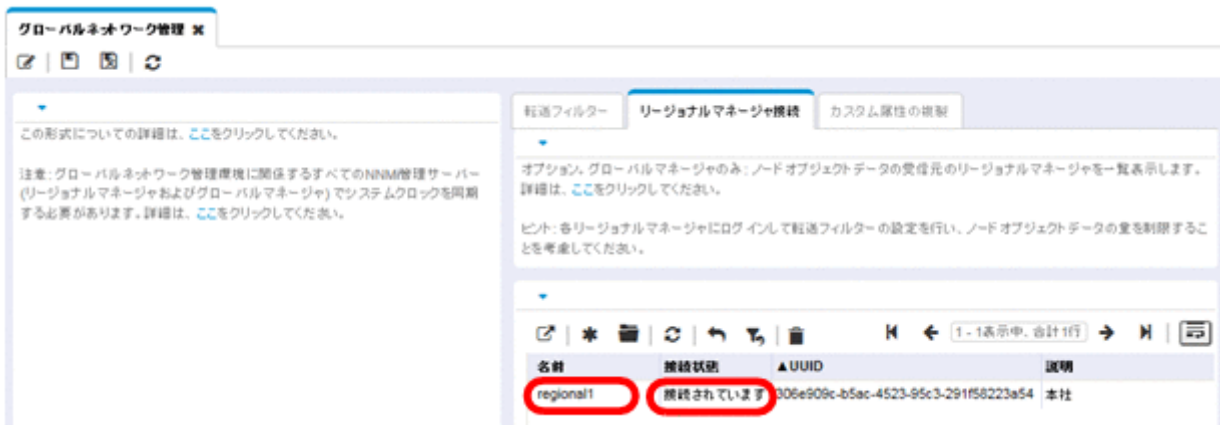 グローバルネットワーク管理 ✖
この形式についての詳細は、ここをクリックしてください。
注意: グローバルネットワーク管理環境に関係するすべてのNNMi管理サーバー
(リージョナルマネージャおよびグローバルマネージャ) でシステムクロックを同期
する必要があります。詳細は、ここをクリックしてください。
転送フィルター リージョナルマネージャ接続 カスタム属性の複製
オプション。グローバルマネージャのみ: ノードオブジェクトデータの受信元のリージョナルマネージャを一覧表示します。
詳細は、ここをクリックしてください。
ヒント: 各リージョナルマネージャにログインして転送フィルターの設定を行い、ノードオブジェクトデータの量を制限するこ
とを考慮してください。
1 - 1表示中、合計1行
名前 接続状態 ▲UUID 説明
regional1 接続されています 306e909c-b5ac-4523-95c3-291f58223a54 本社